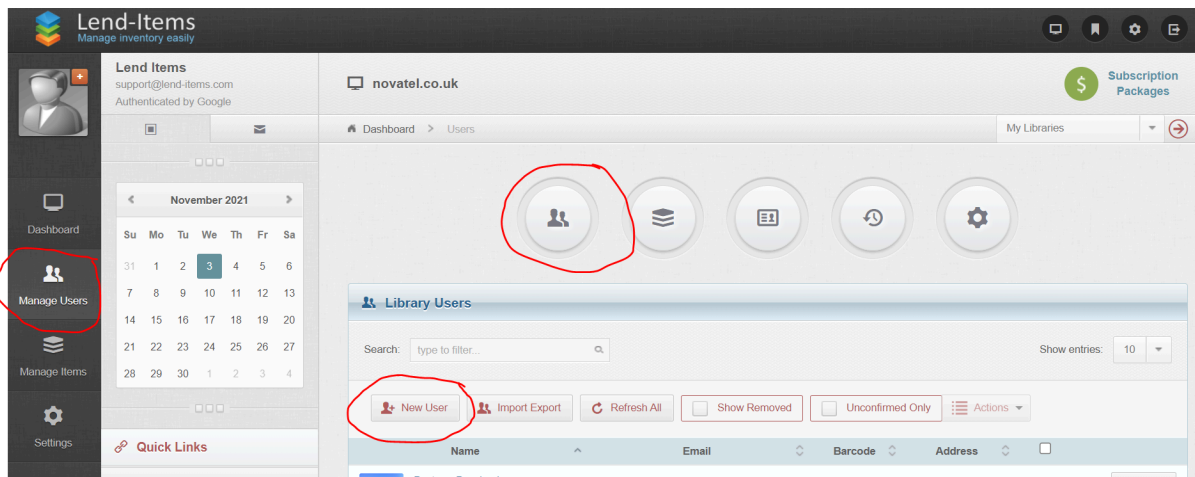 Lend-Items
Manage inventory easily
Lend Items
support@lend-items.com
Authenticated by Google
novatel.co.uk
$
Subscription
Packages
Dashboard > Users
My Libraries
Dashboard
Manage Users
Manage Items
Settings
November 2021
Su Mo Tu We Th Fr Sa
31 1 2 3 4 5 6
7 8 9 10 11 12 13
14 15 16 17 18 19 20
21 22 23 24 25 26 27
28 29 30 1 2 3 4
Quick Links
Library Users
Search: type to filter...
Show entries: 10
New User Import Export Refresh All Show Removed Unconfirmed Only Actions
Name Email Barcode Address